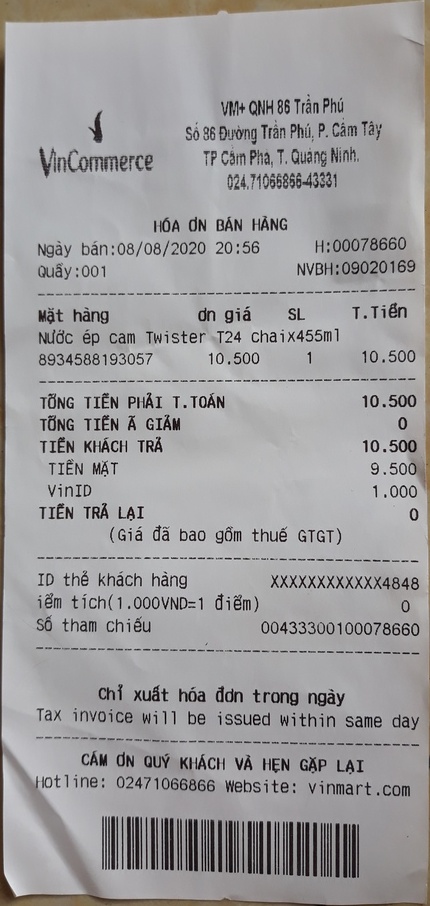 VinCommerce
VM+ QNH 86 Trần Phú
Số 86 Đường Trần Phú, P. Cẩm Tây
TP Cẩm Phả, T. Quảng Ninh.
024.71066866-43331
HÓA ƠN BÁN HÀNG
Ngày bán:08/08/2020 20:56 H:00078660
Quầy:001 NVBH:09020169
Mặt hàng ơn giá SL T.Tiền
Nước ép cam Twister T24 chaix455ml
8934588193057 10.500 1 10.500
TỔNG TIỀN PHẢI T.TOÁN 10.500
TỔNG TIỀN Ã GIẢM 0
TIỀN KHÁCH TRẢ 10.500
TIỀN MẶT 9.500
VinID 1.000
TIỀN TRẢ LẠI 0
(Giá đã bao gồm thuế GTGT)
ID thẻ khách hàng XXXXXXXXXXXX4848
iểm tích(1.000VND=1 điểm) 0
Số tham chiếu 00433300100078660
Chỉ xuất hóa đơn trong ngày
Tax invoice will be issued within same day
CẢM ƠN QUÝ KHÁCH VÀ HẸN GẶP LẠI
Hotline: 02471066866 Website: vinmart.com